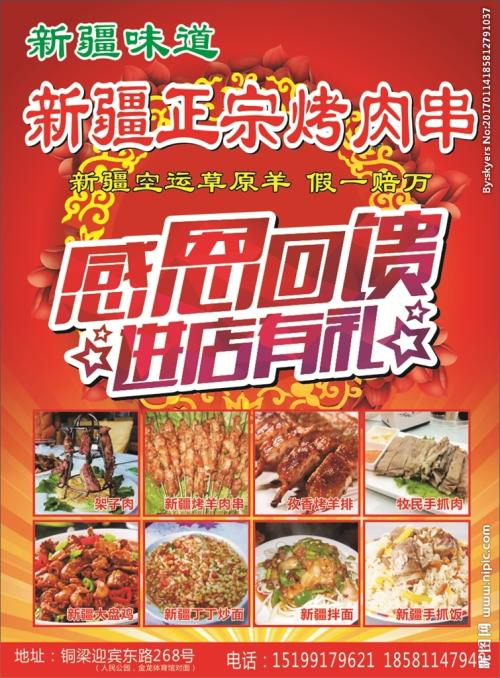 新疆味道
新疆正宗烤肉串
新疆空运草原羊 假一赔万
感恩回馈
进店有礼
架子肉
新疆烤羊肉串
孜香烤羊排
牧民手抓肉
新疆大盘鸡
新疆丁丁炒面
新疆拌面
新疆手抓饭
地址：铜梁迎宾东路268号
（人民公园，金龙体育馆对面）
电话：15199179621 1858114794
By:skyers No:20170114185812791037
昵图网 www.nipic.com